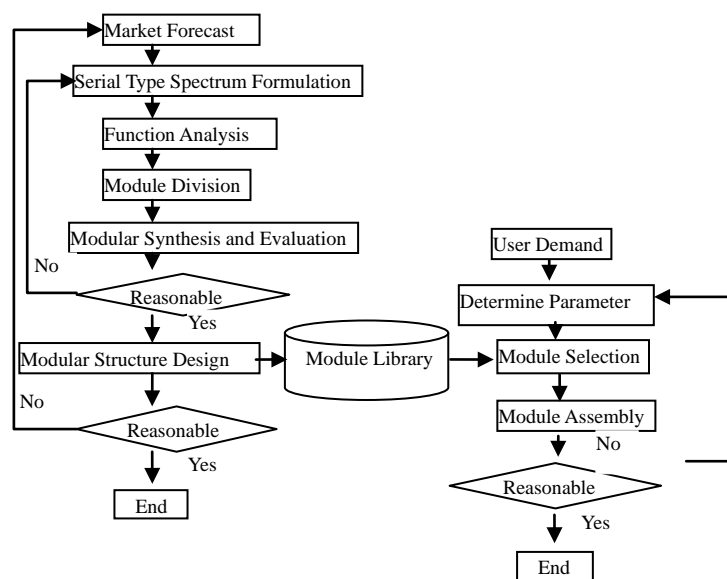 Market Forecast
Serial Type Spectrum Formulation
Function Analysis
Module Division
Modular Synthesis and Evaluation
No
Reasonable
Yes
Modular Structure Design
No
Reasonable
Yes
End
Module Library
User Demand
Determine Parameter
Module Selection
Module Assembly
No
Reasonable
Yes
End